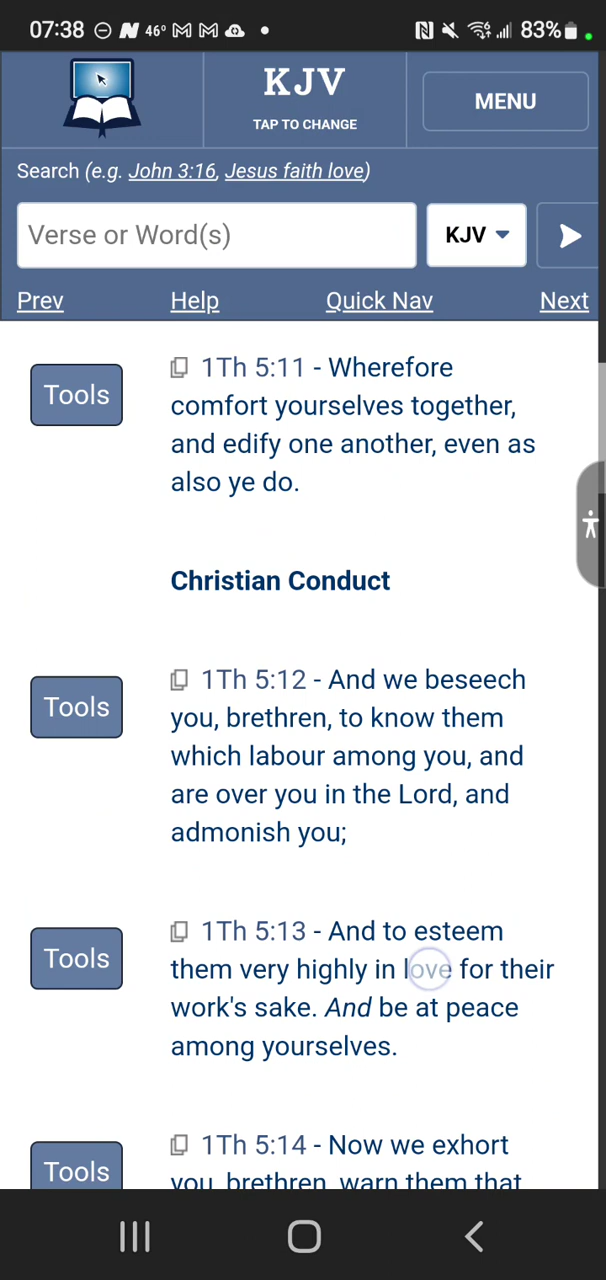 07:38 46° 83%
KJV
TAP TO CHANGE
MENU
Search (e.g. John 3:16, Jesus faith love)
Verse or Word(s)
KJV
Prev Help Quick Nav Next
Tools
1Th 5:11 - Wherefore
comfort yourselves together,
and edify one another, even as
also ye do.
Christian Conduct
Tools
1Th 5:12 - And we beseech
you, brethren, to know them
which labour among you, and
are over you in the Lord, and
admonish you;
Tools
1Th 5:13 - And to esteem
them very highly in love for their
work's sake. And be at peace
among yourselves.
Tools
1Th 5:14 - Now we exhort
you, brethren, warn them that